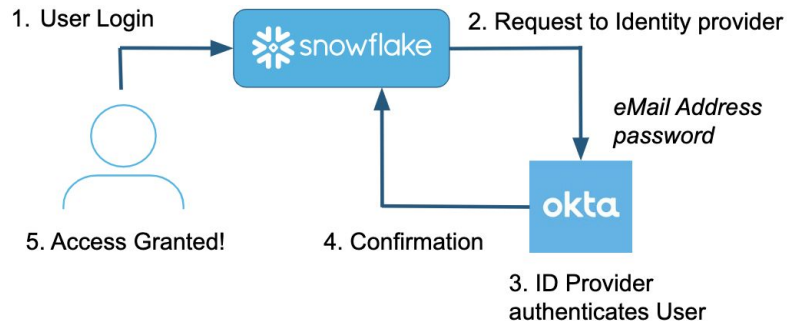 1. User Login
snowflake
2. Request to Identity provider
eMail Address
password
okta
5. Access Granted!
4. Confirmation
3. ID Provider
authenticates User